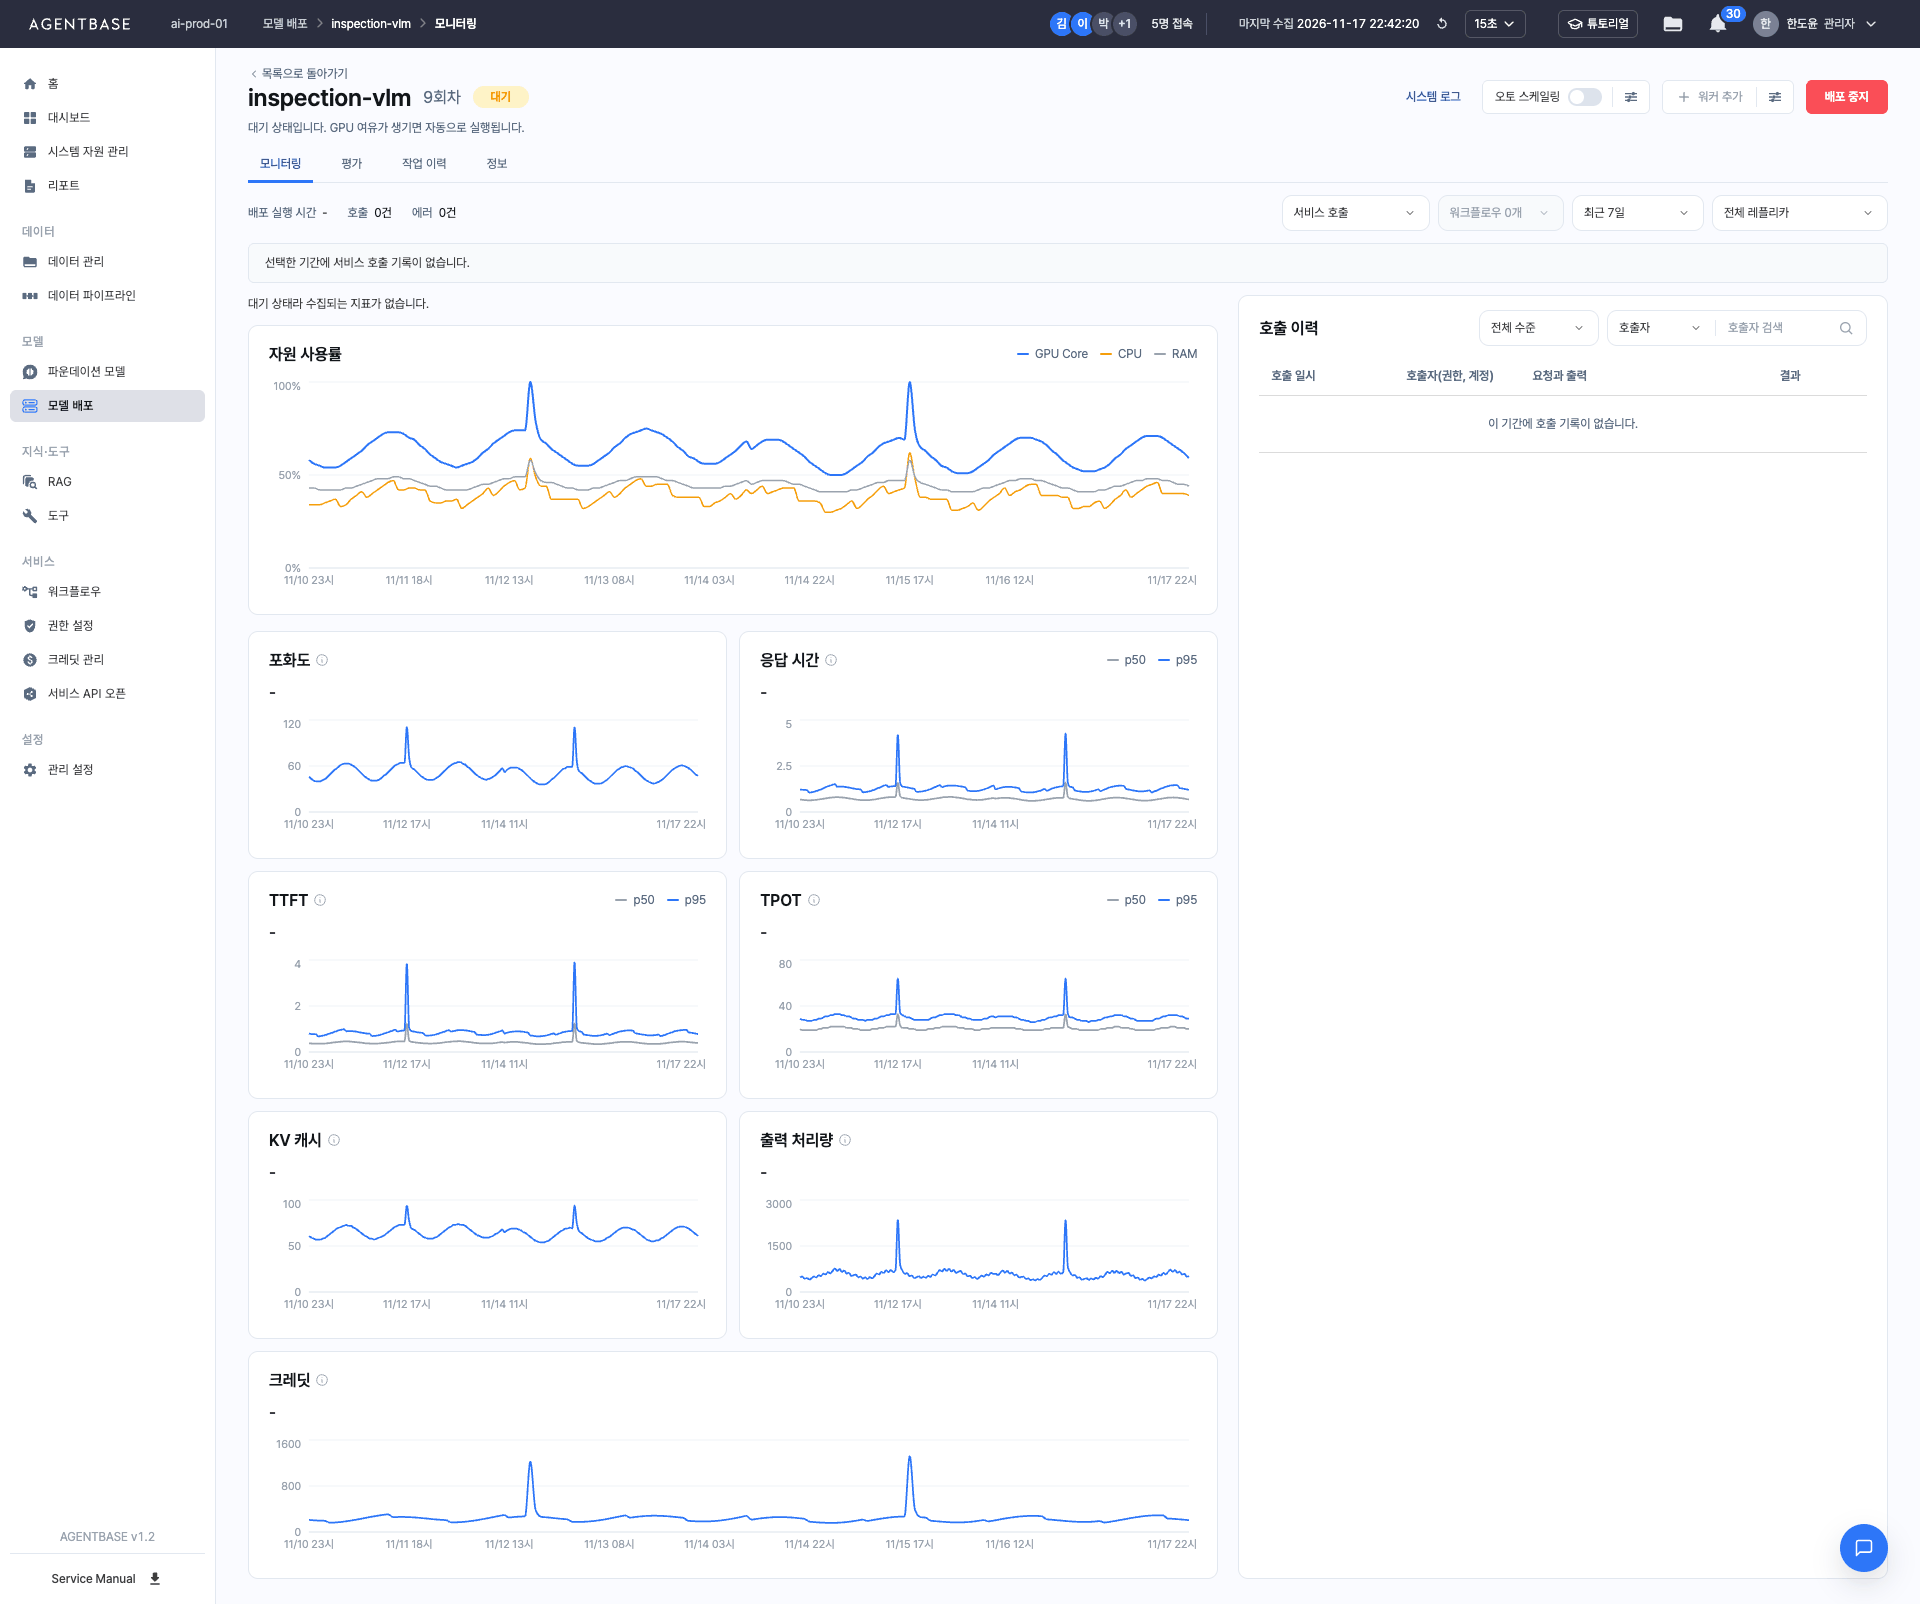 AGENTBASE
ai-prod-01
모델 배포 > inspection-vlm > 모니터링
김 이 박 +1 5명 접속
마지막 수집 2026-11-17 22:42:20
15초
튜토리얼
30
한 한도윤 관리자
홈
대시보드
시스템 자원 관리
리포트
데이터
데이터 관리
데이터 파이프라인
모델
파운데이션 모델
모델 배포
지식·도구
RAG
도구
서비스
워크플로우
권한 설정
크레딧 관리
서비스 API 오픈
설정
관리 설정
AGENTBASE v1.2
Service Manual
목록으로 돌아가기
inspection-vlm 9회차 대기
대기 상태입니다. GPU 여유가 생기면 자동으로 실행됩니다.
시스템 로그
오토 스케일링
워커 추가
배포 중지
모니터링 평가 작업 이력 정보
배포 실행 시간 - 호출 0건 에러 0건
서비스 호출
워크플로우 0개
최근 7일
전체 레플리카
선택한 기간에 서비스 호출 기록이 없습니다.
대기 상태라 수집되는 지표가 없습니다.
자원 사용률
GPU Core CPU RAM
100%
50%
0%
11/10 23시 11/11 18시 11/12 13시 11/13 08시 11/14 03시 11/14 22시 11/15 17시 11/16 12시 11/17 22시
포화도
-
120
60
0
11/10 23시 11/12 17시 11/14 11시 11/17 22시
응답 시간
p50 p95
-
5
2.5
0
11/10 23시 11/12 17시 11/14 11시 11/17 22시
TTFT
p50 p95
-
4
2
0
11/10 23시 11/12 17시 11/14 11시 11/17 22시
TPOT
p50 p95
-
80
40
0
11/10 23시 11/12 17시 11/14 11시 11/17 22시
KV 캐시
-
100
50
0
11/10 23시 11/12 17시 11/14 11시 11/17 22시
출력 처리량
-
3000
1500
0
11/10 23시 11/12 17시 11/14 11시 11/17 22시
크레딧
-
1600
800
0
11/10 23시 11/11 18시 11/12 13시 11/13 08시 11/14 03시 11/14 22시 11/15 17시 11/16 12시 11/17 22시
호출 이력
전체 수준
호출자
호출자 검색
호출 일시 호출자(권한, 계정) 요청과 출력 결과
이 기간에 호출 기록이 없습니다.